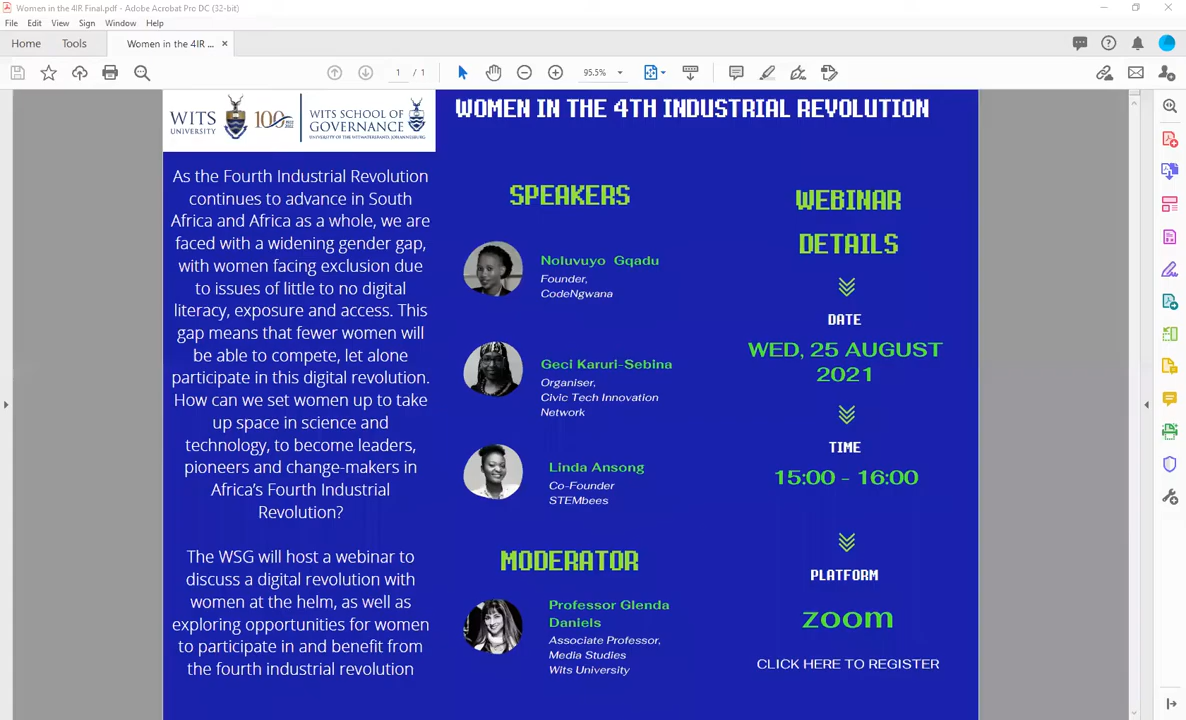 Women in the 4IR Final.pdf - Adobe Acrobat Pro DC (32-bit)
File Edit View Sign Window Help
Home Tools Women in the 4IR ... ×
1 / 1 95.5%
WITS
UNIVERSITY
100
WITS SCHOOL OF
GOVERNANCE
UNIVERSITY OF THE WITWATERSRAND, JOHANNESBURG
WOMEN IN THE 4TH INDUSTRIAL REVOLUTION
As the Fourth Industrial Revolution
continues to advance in South
Africa and Africa as a whole, we are
faced with a widening gender gap,
with women facing exclusion due
to issues of little to no digital
literacy, exposure and access. This
gap means that fewer women will
be able to compete, let alone
participate in this digital revolution.
How can we set women up to take
up space in science and
technology, to become leaders,
pioneers and change-makers in
Africa’s Fourth Industrial
Revolution?
The WSG will host a webinar to
discuss a digital revolution with
women at the helm, as well as
exploring opportunities for women
to participate in and benefit from
the fourth industrial revolution
SPEAKERS
Noluvuyo Gqadu
Founder,
CodeNgwana
Geci Karuri-Sebina
Organiser,
Civic Tech Innovation
Network
Linda Ansong
Co-Founder
STEMbees
MODERATOR
Professor Glenda
Daniels
Associate Professor,
Media Studies
Wits University
WEBINAR
DETAILS
DATE
WED, 25 AUGUST
2021
TIME
15:00 - 16:00
PLATFORM
zoom
CLICK HERE TO REGISTER